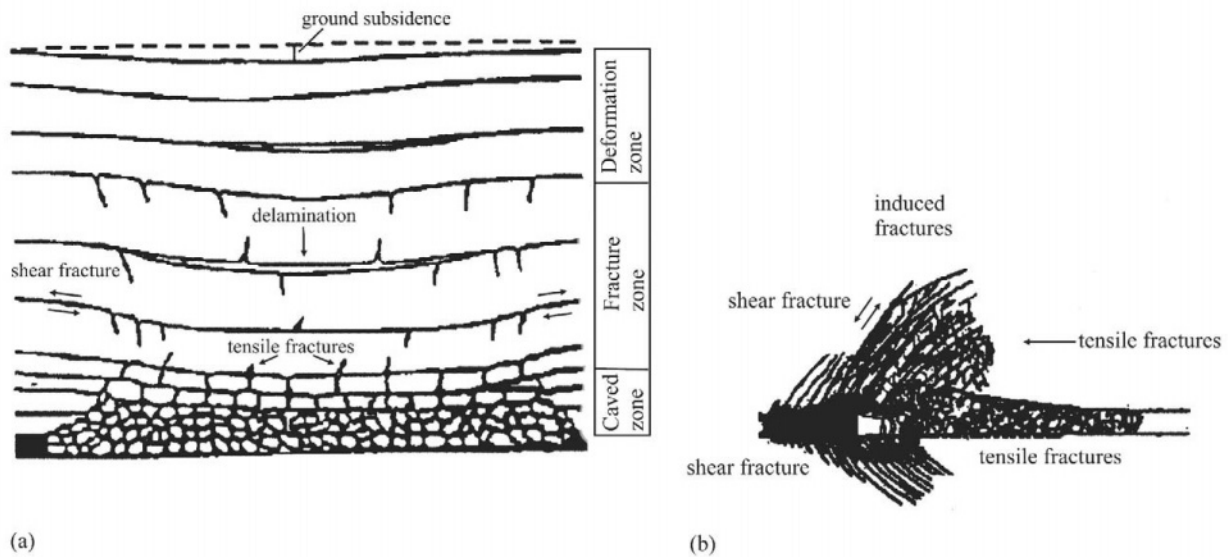 ground subsidence
Deformation
zone
delamination
shear fracture
Fracture
zone
tensile fractures
Caved
zone
(a)
induced
fractures
shear fracture
tensile fractures
shear fracture
tensile fractures
(b)